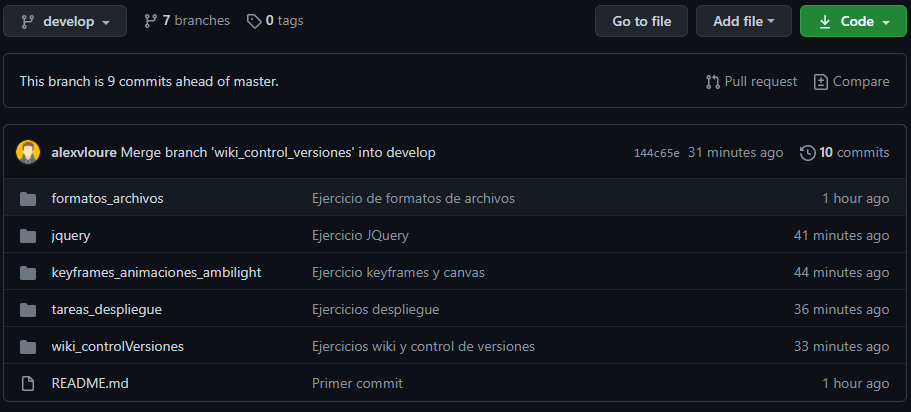 develop 7 branches 0 tags Go to file Add file Code
This branch is 9 commits ahead of master. Pull request Compare
alexvloure Merge branch 'wiki_control_versiones' into develop 144c65e 31 minutes ago 10 commits
formatos_archivos Ejercicio de formatos de archivos 1 hour ago
jquery Ejercicio JQuery 41 minutes ago
keyframes_animaciones_ambilight Ejercicio keyframes y canvas 44 minutes ago
tareas_despliegue Ejercicios despliegue 36 minutes ago
wiki_controlVersiones Ejercicios wiki y control de versiones 33 minutes ago
README.md Primer commit 1 hour ago